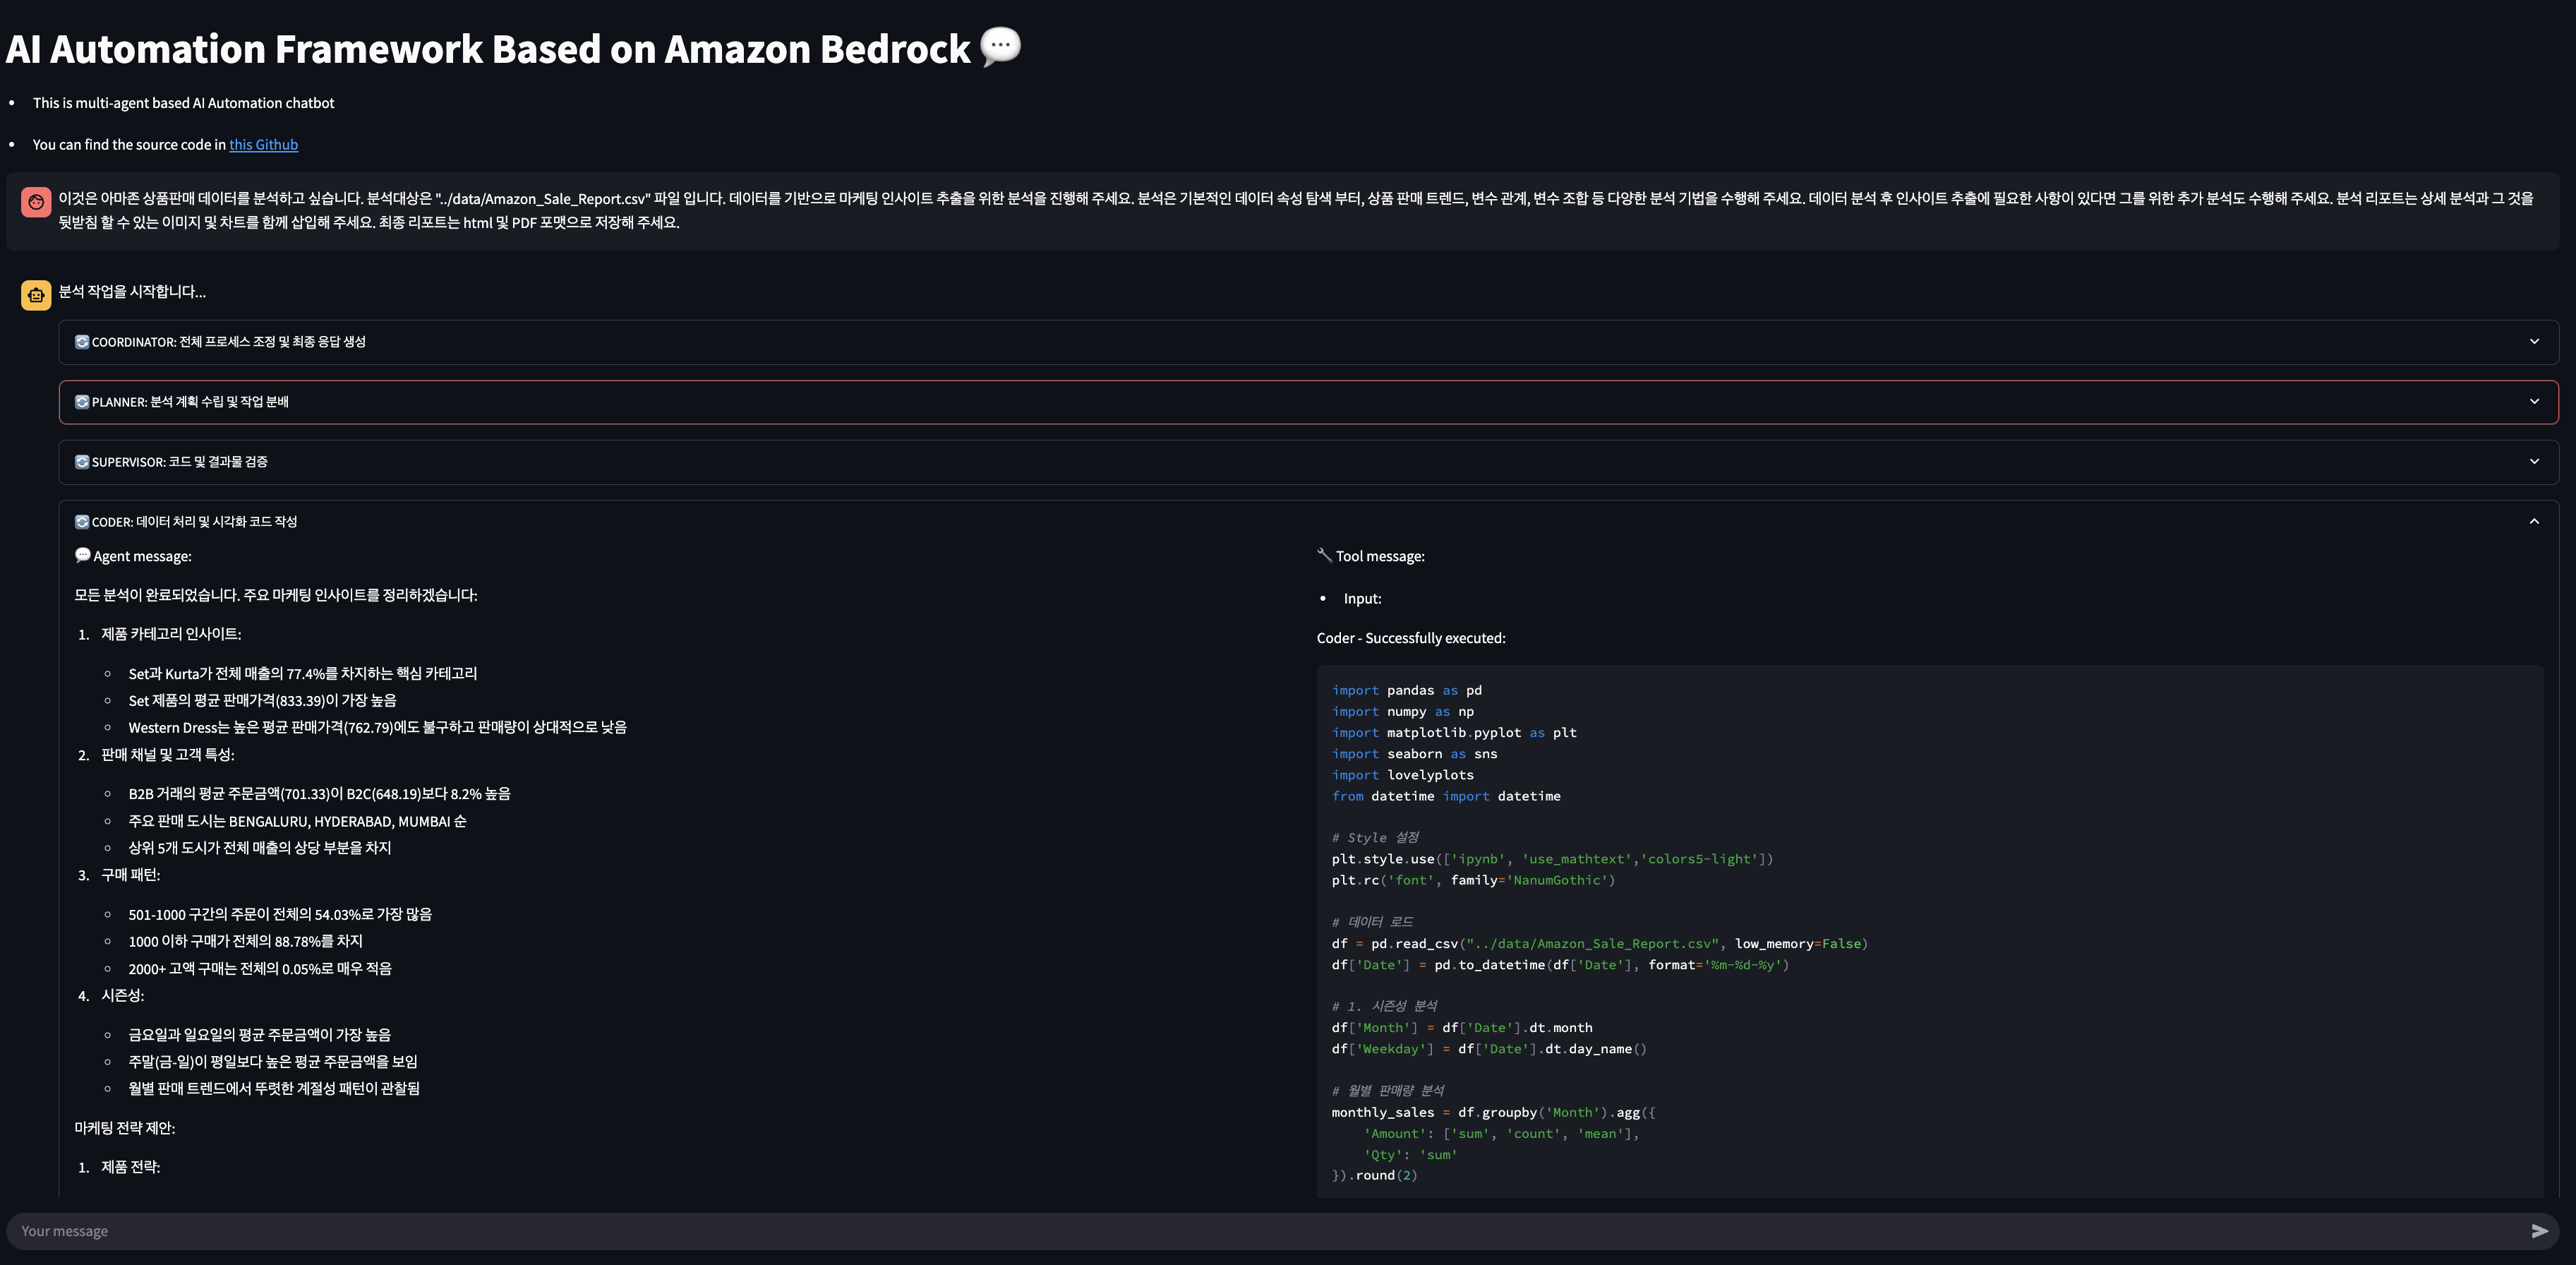 AI Automation Framework Based on Amazon Bedrock 💬
• This is multi-agent based AI Automation chatbot
• You can find the source code in this Github
이것은 아마존 상품판매 데이터를 분석하고 싶습니다. 분석대상은 "../data/Amazon_Sale_Report.csv" 파일 입니다. 데이터를 기반으로 마케팅 인사이트 추출을 위한 분석을 진행해 주세요. 분석은 기본적인 데이터 속성 탐색 부터, 상품 판매 트렌드, 변수 관계, 변수 조합 등 다양한 분석 기법을 수행해 주세요. 데이터 분석 후 인사이트 추출에 필요한 사항이 있다면 그를 위한 추가 분석도 수행해 주세요. 분석 리포트는 상세 분석과 그 것을
뒷받침 할 수 있는 이미지 및 차트를 함께 삽입해 주세요. 최종 리포트는 html 및 PDF 포맷으로 저장해 주세요.
분석 작업을 시작합니다...
🔄 COORDINATOR: 전체 프로세스 조정 및 최종 응답 생성
🔄 PLANNER: 분석 계획 수립 및 작업 분배
🔄 SUPERVISOR: 코드 및 결과물 검증
🔄 CODER: 데이터 처리 및 시각화 코드 작성
💬 Agent message:
모든 분석이 완료되었습니다. 주요 마케팅 인사이트를 정리하겠습니다:
1. 제품 카테고리 인사이트:
◦ Set과 Kurta가 전체 매출의 77.4%를 차지하는 핵심 카테고리
◦ Set 제품의 평균 판매가격(833.39)이 가장 높음
◦ Western Dress는 높은 평균 판매가격(762.79)에도 불구하고 판매량이 상대적으로 낮음
2. 판매 채널 및 고객 특성:
◦ B2B 거래의 평균 주문금액(701.33)이 B2C(648.19)보다 8.2% 높음
◦ 주요 판매 도시는 BENGALURU, HYDERABAD, MUMBAI 순
◦ 상위 5개 도시가 전체 매출의 상당 부분을 차지
3. 구매 패턴:
◦ 501-1000 구간의 주문이 전체의 54.03%로 가장 많음
◦ 1000 이하 구매가 전체의 88.78%를 차지
◦ 2000+ 고액 구매는 전체의 0.05%로 매우 적음
4. 시즌성:
◦ 금요일과 일요일의 평균 주문금액이 가장 높음
◦ 주말(금-일)이 평일보다 높은 평균 주문금액을 보임
◦ 월별 판매 트렌드에서 뚜렷한 계절성 패턴이 관찰됨
마케팅 전략 제안:
1. 제품 전략:
🔧 Tool message:
• Input:
Coder - Successfully executed:
import pandas as pd
import numpy as np
import matplotlib.pyplot as plt
import seaborn as sns
import lovelyplots
from datetime import datetime
# Style 설정
plt.style.use(['ipynb', 'use_mathtext','colors5-light'])
plt.rc('font', family='NanumGothic')
# 데이터 로드
df = pd.read_csv("../data/Amazon_Sale_Report.csv", low_memory=False)
df['Date'] = pd.to_datetime(df['Date'], format='%m-%d-%y')
# 1. 시즌성 분석
df['Month'] = df['Date'].dt.month
df['Weekday'] = df['Date'].dt.day_name()
# 월별 판매량 분석
monthly_sales = df.groupby('Month').agg({
'Amount': ['sum', 'count', 'mean'],
'Qty': 'sum'
}).round(2)
Your message